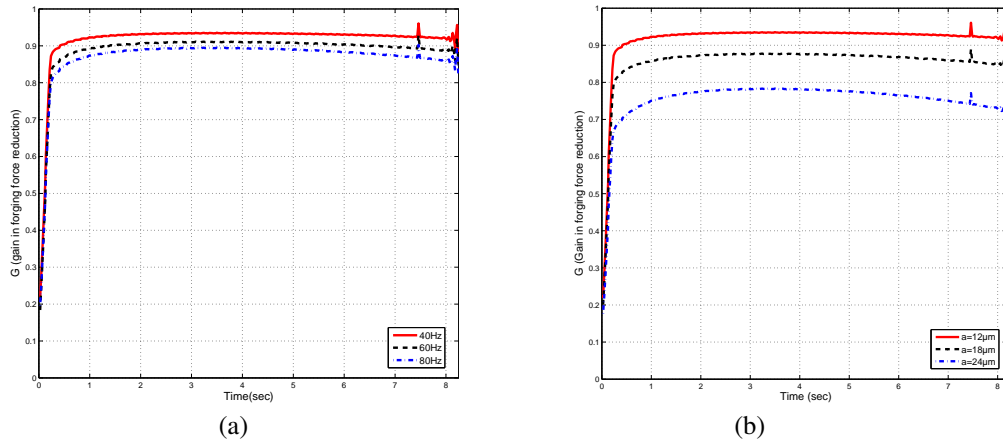 1
0.9
0.8
0.7
0.6
0.5
0.4
0.3
0.2
0.1
0
G (gain in forging force reduction)
0 1 2 3 4 5 6 7 8
Time(sec)
40Hz
60Hz
80Hz
(a)
1
0.9
0.8
0.7
0.6
0.5
0.4
0.3
0.2
0.1
0
G (Gain in forging force reduction)
0 1 2 3 4 5 6 7 8
Time (sec)
a=12µm
a=18µm
a=24µm
(b)